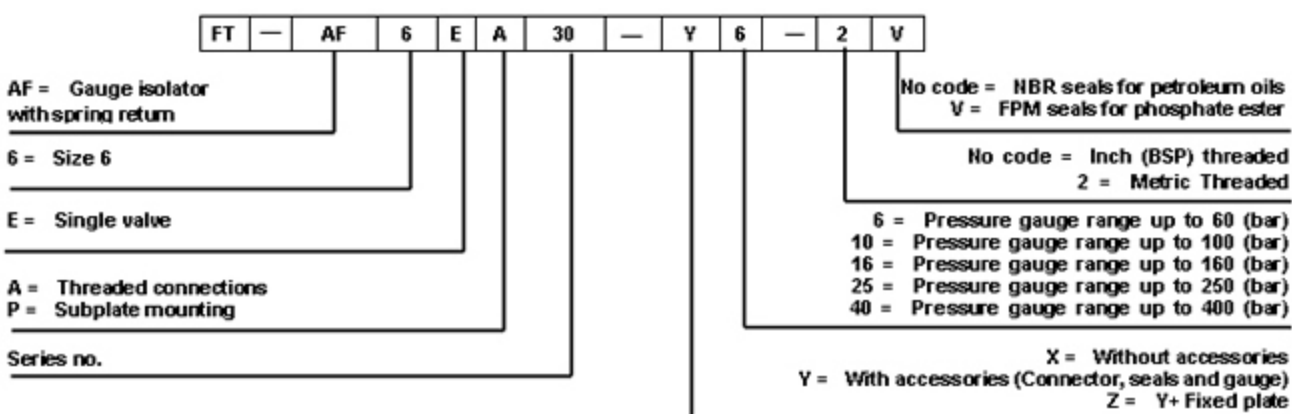 FT — AF 6 E A 30 — Y 6 — 2 V
AF = Gauge isolator
with spring return
6 = Size 6
E = Single valve
A = Threaded connections
P = Subplate mounting
Series no.
No code = NBR seals for petroleum oils
V = FPM seals for phosphate ester
No code = Inch (BSP) threaded
2 = Metric Threaded
6 = Pressure gauge range up to 60 (bar)
10 = Pressure gauge range up to 100 (bar)
16 = Pressure gauge range up to 160 (bar)
25 = Pressure gauge range up to 250 (bar)
40 = Pressure gauge range up to 400 (bar)
X = Without accessories
Y = With accessories (Connector, seals and gauge)
Z = Y+ Fixed plate